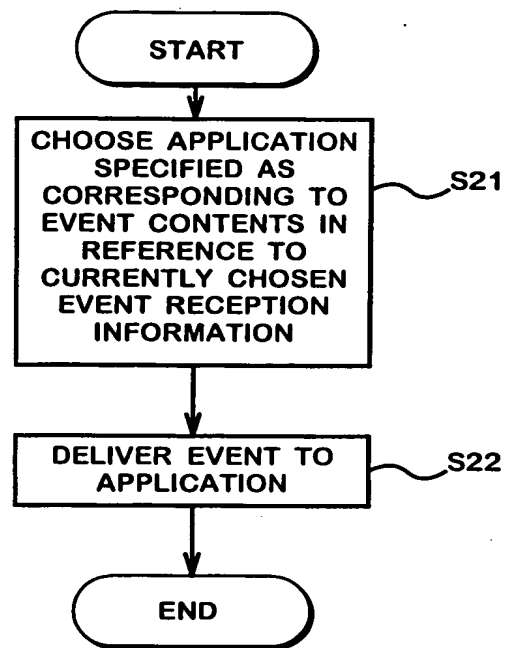 START
CHOOSE APPLICATION
SPECIFIED AS
CORRESPONDING TO
EVENT CONTENTS IN
REFERENCE TO
CURRENTLY CHOSEN
EVENT RECEPTION
INFORMATION
S21
DELIVER EVENT TO
APPLICATION
S22
END